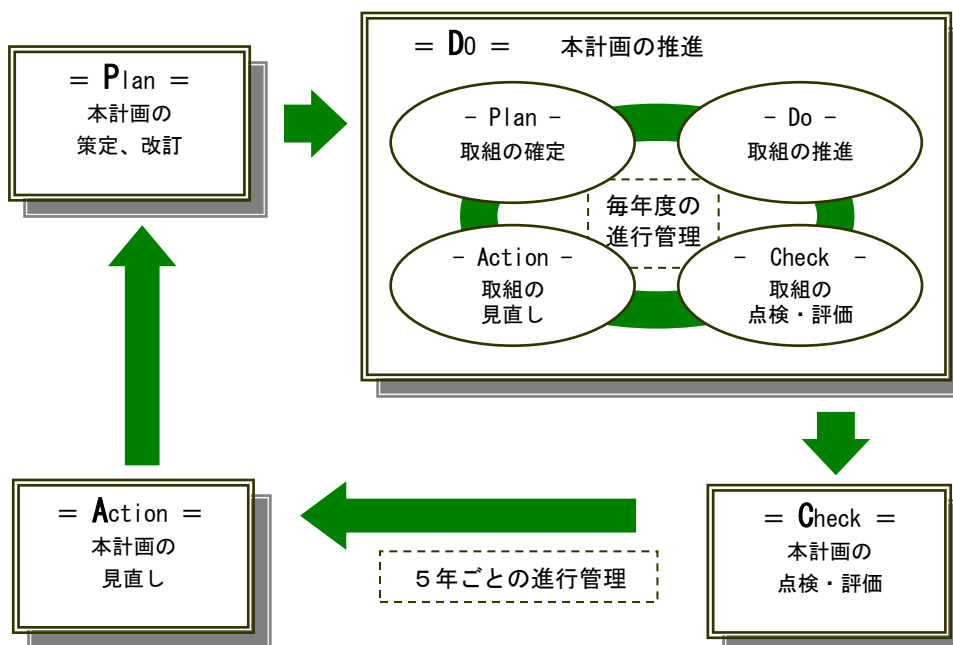 = Plan =
本計画の
策定、改訂
= DO =　本計画の推進
- Plan -
取組の確定
- Do -
取組の推進
毎年度の
進行管理
- Action -
取組の
見直し
- Check -
取組の
点検・評価
= Action =
本計画の
見直し
５年ごとの進行管理
= Check =
本計画の
点検・評価